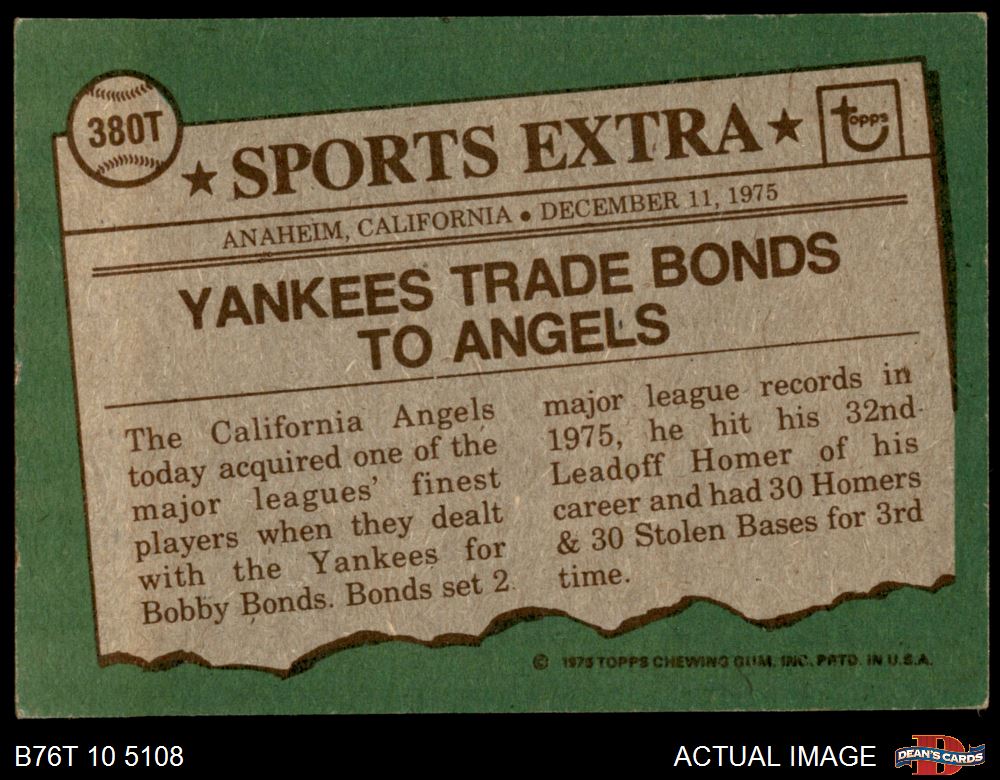 380T
★ SPORTS EXTRA ★
topps
ANAHEIM, CALIFORNIA • DECEMBER 11, 1975
YANKEES TRADE BONDS
TO ANGELS
The California Angels
today acquired one of the
major leagues' finest
players when they dealt
with the Yankees for
Bobby Bonds. Bonds set 2
major league records in
1975, he hit his 32nd
Leadoff Homer of his
career and had 30 Homers
& 30 Stolen Bases for 3rd
time.
© 1976 TOPPS CHEWING GUM, INC. PRTD. IN U.S.A.
B76T 10 5108
ACTUAL IMAGE
D
DEAN'S CARDS